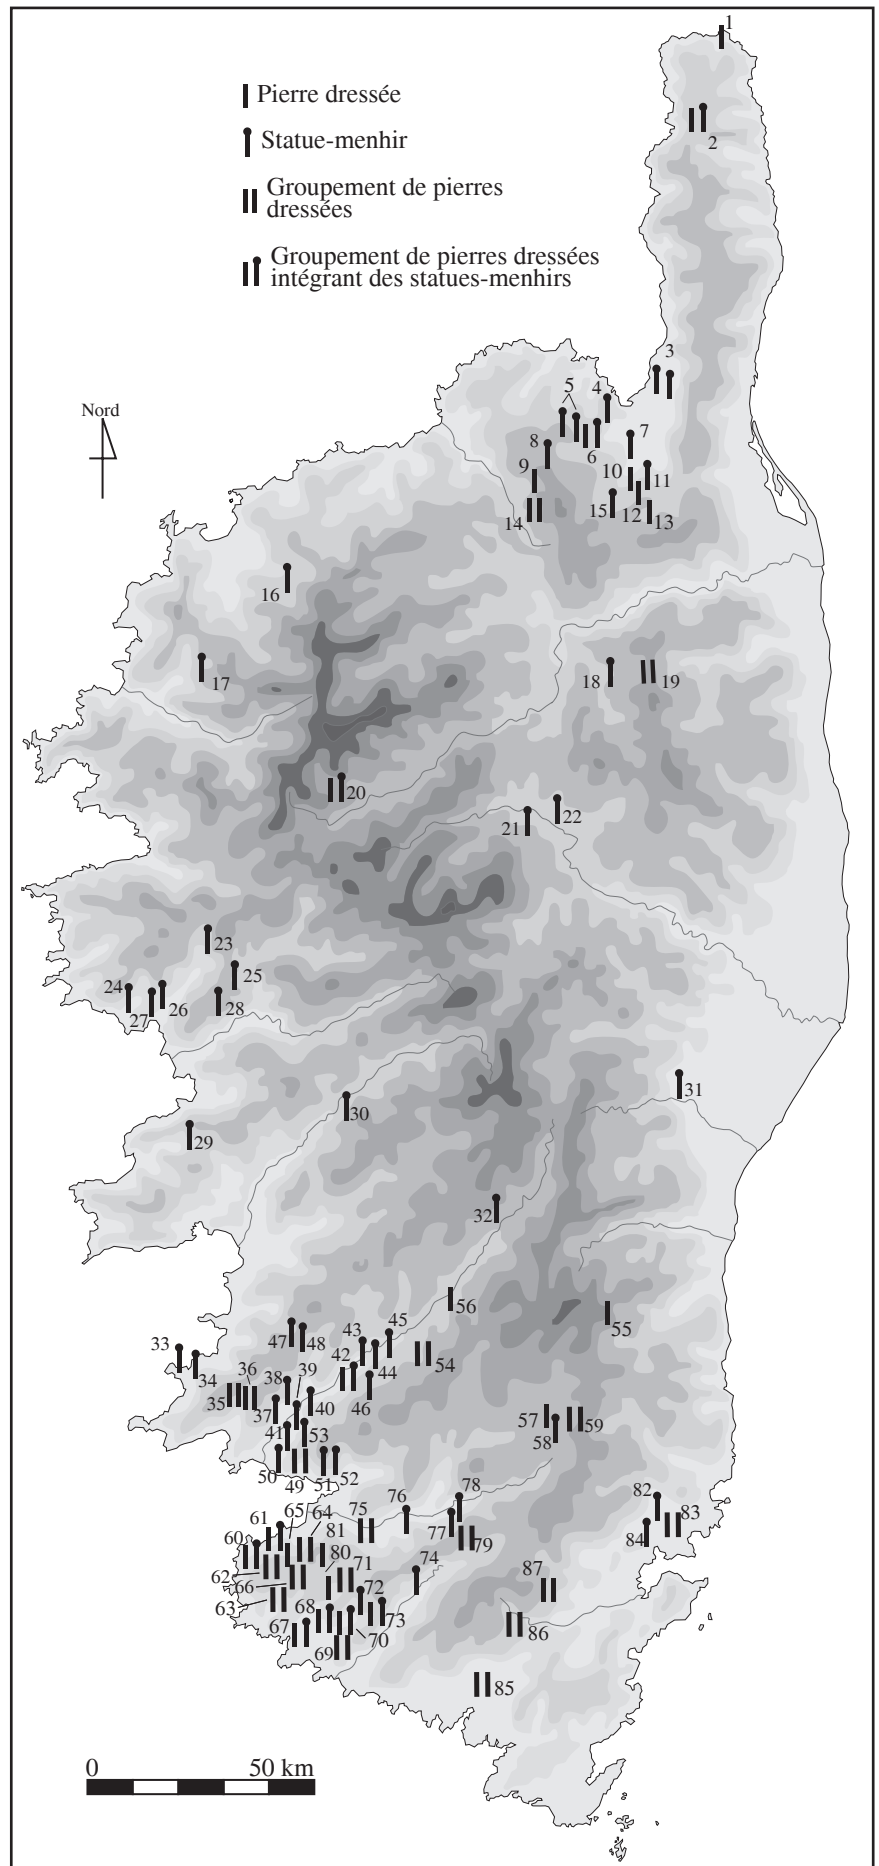 1
Pierre dressée
Statue-menhir
2
Groupement de pierres
dressées
Groupement de pierres dressées
intégrant des statues-menhirs
3
5 4
Nord
6 7
8
9 10 11
14 15 12 13
16
17
18 19
20
21 22
23
24 25
27 26 28
30 31
29
32
56
55
33 47 48 43 45
34 42 44 54
36 38 39 46
35 37 40
41 53
57 58 59
50 49 51 52
78
61 65 64 75 76 82
60 81 77 79 83
84
62 80 71 74
66 72 87
63 68 73
67 70 86
69
85
0 50 km